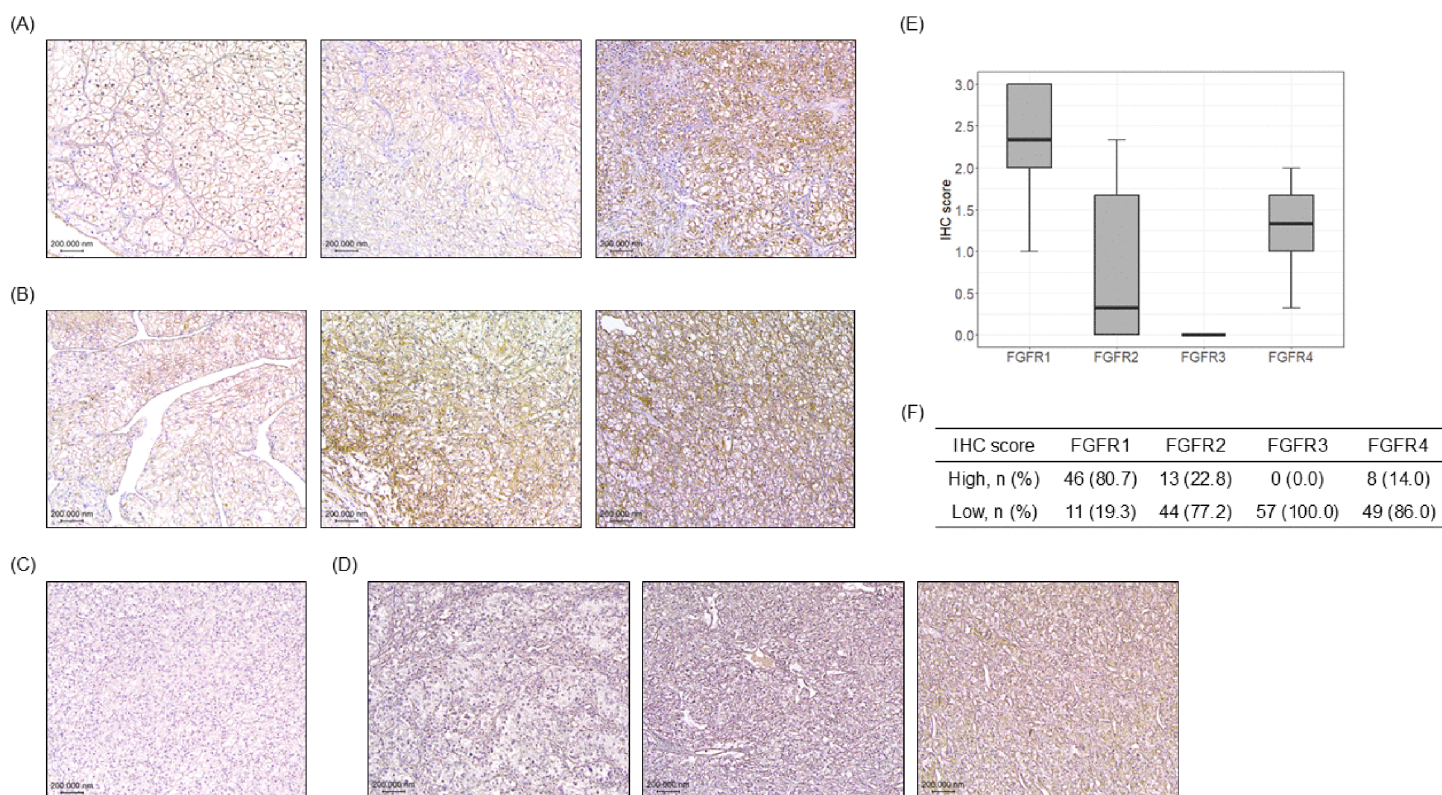 (A)
200.000 nm
200.000 nm
200.000 nm
(B)
200.000 nm
200.000 nm
200.000 nm
(C)
200.000 nm
(D)
200.000 nm
200.000 nm
200.000 nm
(E)
IHC score
3.0
2.5
2.0
1.5
1.0
0.5
0.0
FGFR1 FGFR2 FGFR3 FGFR4
(F)
IHC score FGFR1 FGFR2 FGFR3 FGFR4
High, n (%) 46 (80.7) 13 (22.8) 0 (0.0) 8 (14.0)
Low, n (%) 11 (19.3) 44 (77.2) 57 (100.0) 49 (86.0)